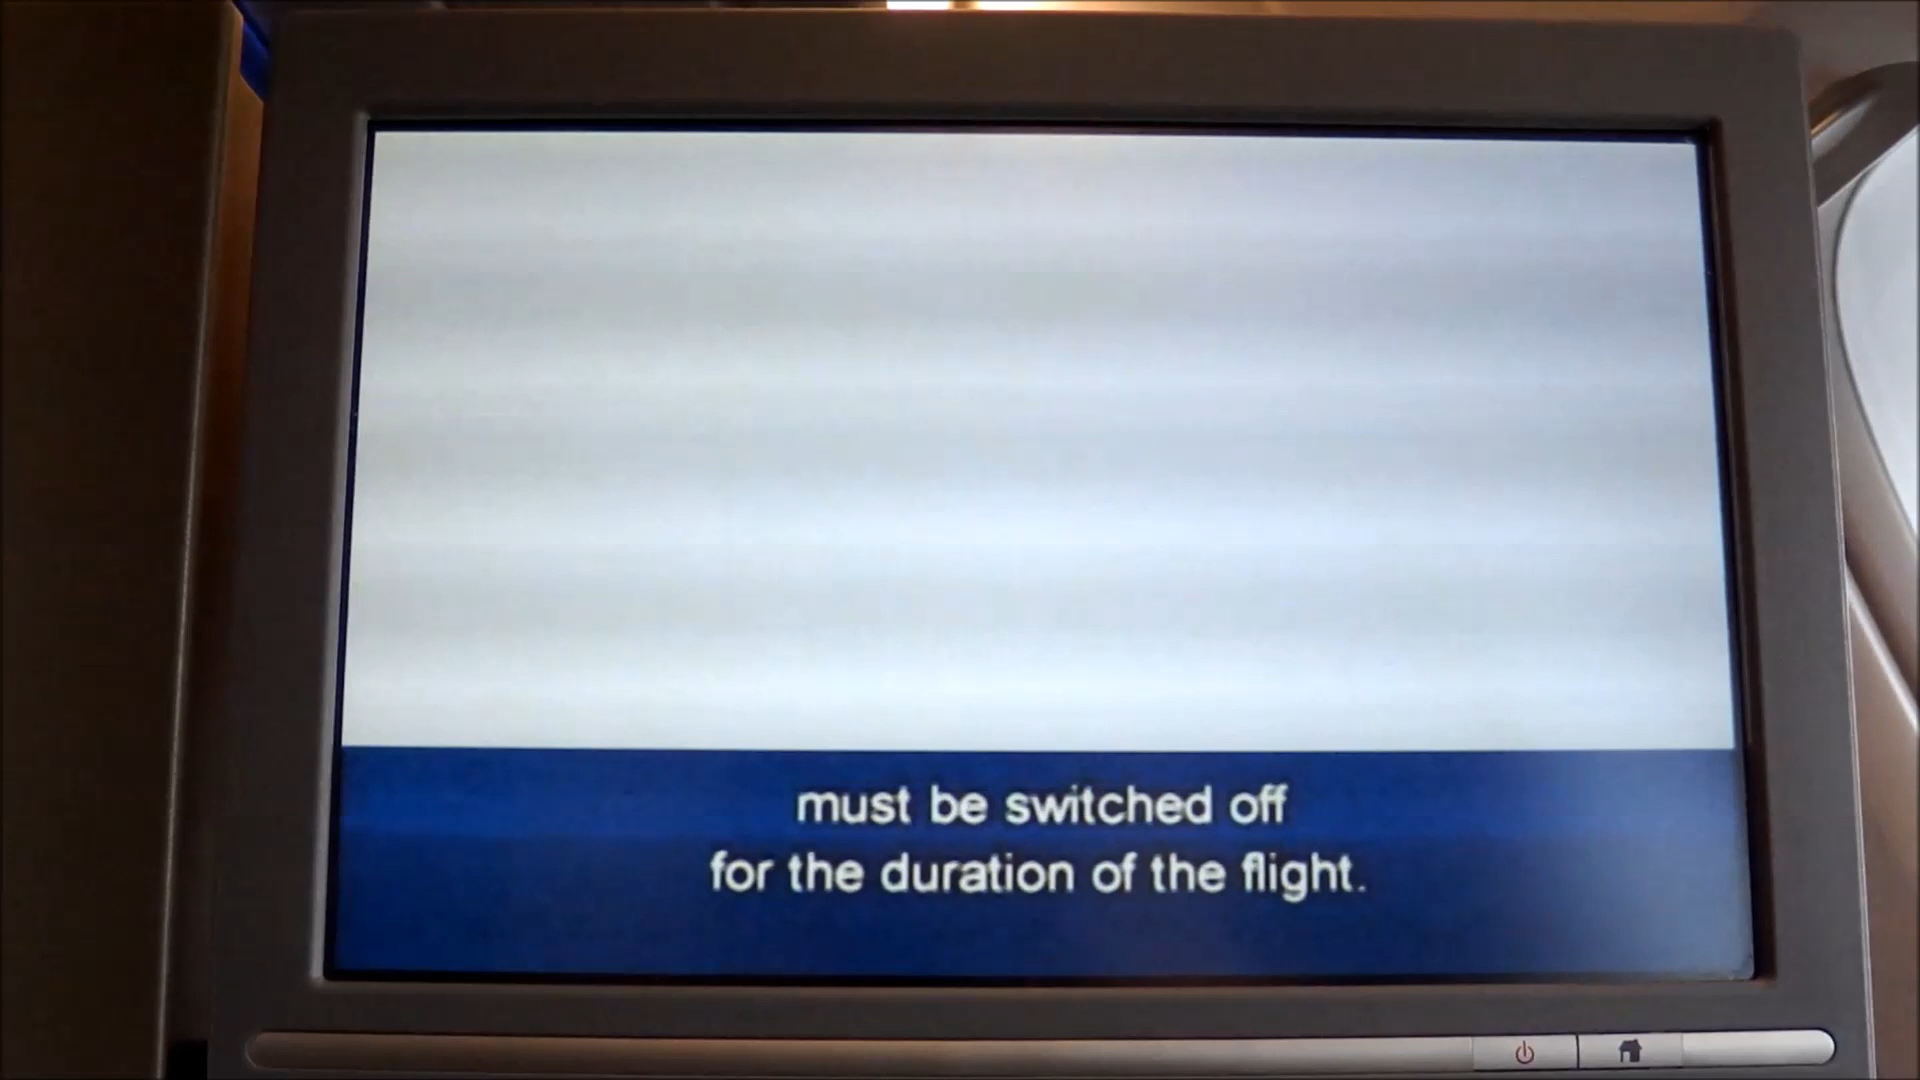 must be switched off
for the duration of the flight.